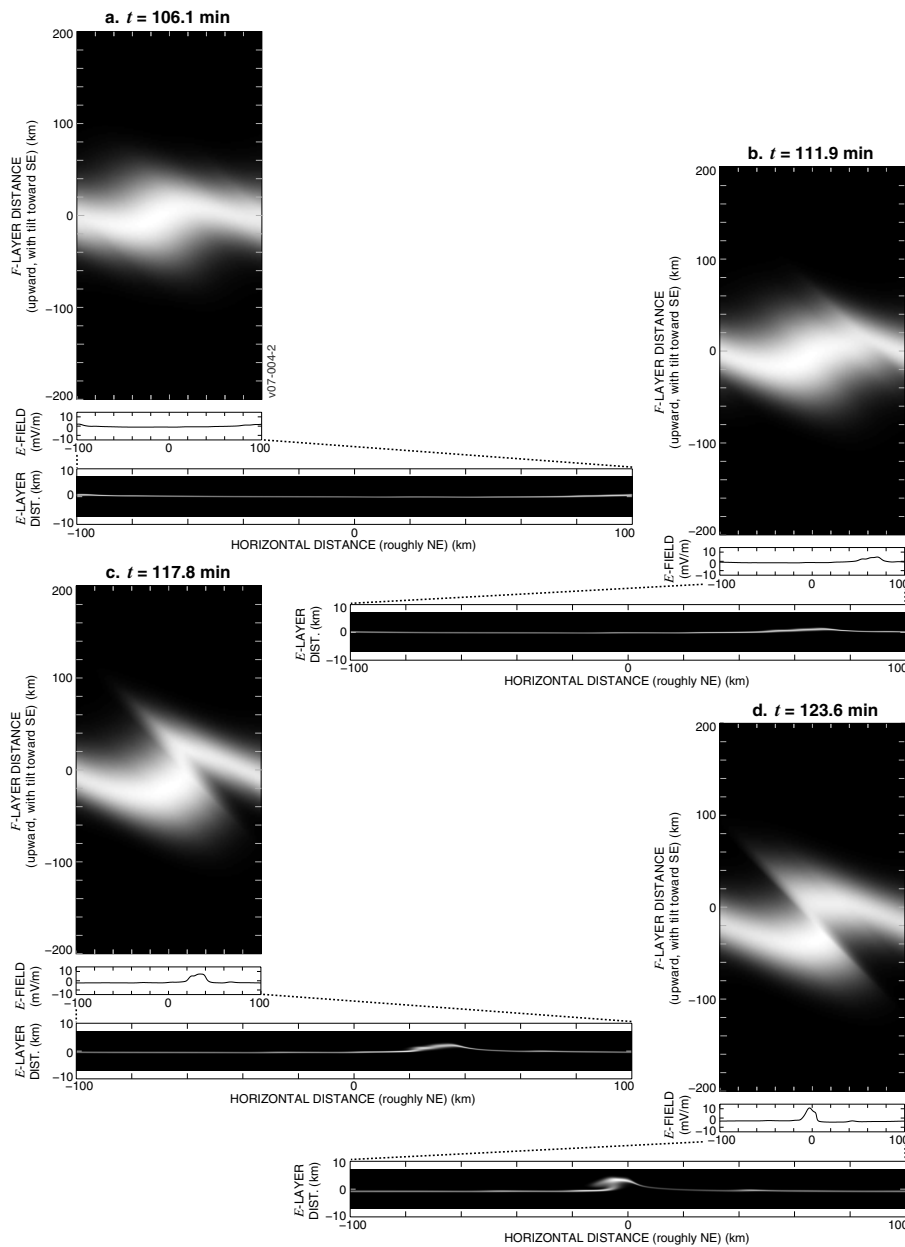 a. t = 106.1 min
200
100
0
−100
−200
F-LAYER DISTANCE
(upward, with tilt toward SE) (km)
v07-004-2
E-FIELD
(mV/m)
10
0
−10
−100 0 100
E-LAYER
DIST. (km)
10
0
−10
−100 0 100
HORIZONTAL DISTANCE (roughly NE) (km)
b. t = 111.9 min
200
100
0
−100
−200
F-LAYER DISTANCE
(upward, with tilt toward SE) (km)
E-FIELD
(mV/m)
10
0
−10
−100 0 100
E-LAYER
DIST. (km)
10
0
−10
−100 0 100
HORIZONTAL DISTANCE (roughly NE) (km)
c. t = 117.8 min
200
100
0
−100
−200
F-LAYER DISTANCE
(upward, with tilt toward SE) (km)
E-FIELD
(mV/m)
10
0
−10
−100 0 100
E-LAYER
DIST. (km)
10
0
−10
−100 0 100
HORIZONTAL DISTANCE (roughly NE) (km)
d. t = 123.6 min
200
100
0
−100
−200
F-LAYER DISTANCE
(upward, with tilt toward SE) (km)
E-FIELD
(mV/m)
10
0
−10
−100 0 100
E-LAYER
DIST. (km)
10
0
−10
−100 0 100
HORIZONTAL DISTANCE (roughly NE) (km)